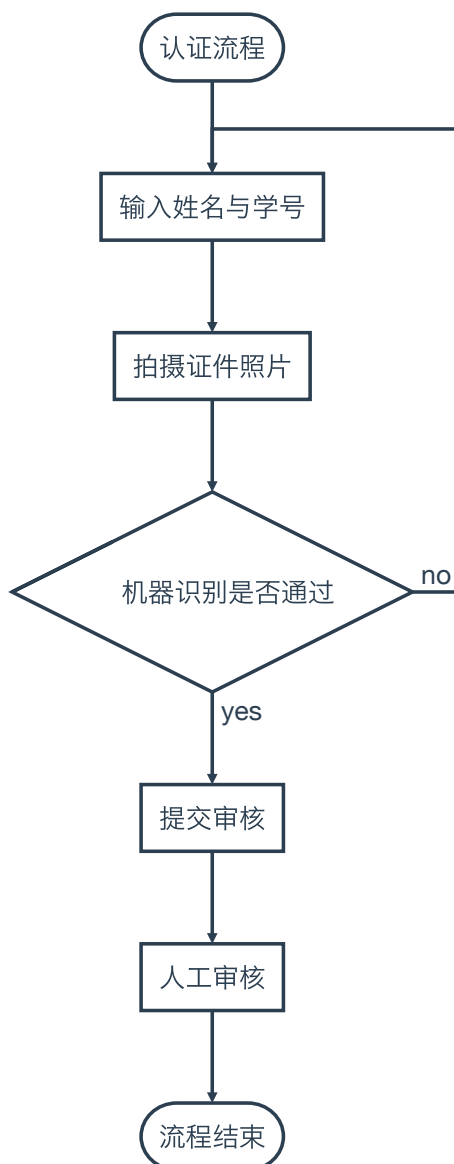 认证流程
输入姓名与学号
拍摄证件照片
机器识别是否通过
no
yes
提交审核
人工审核
流程结束